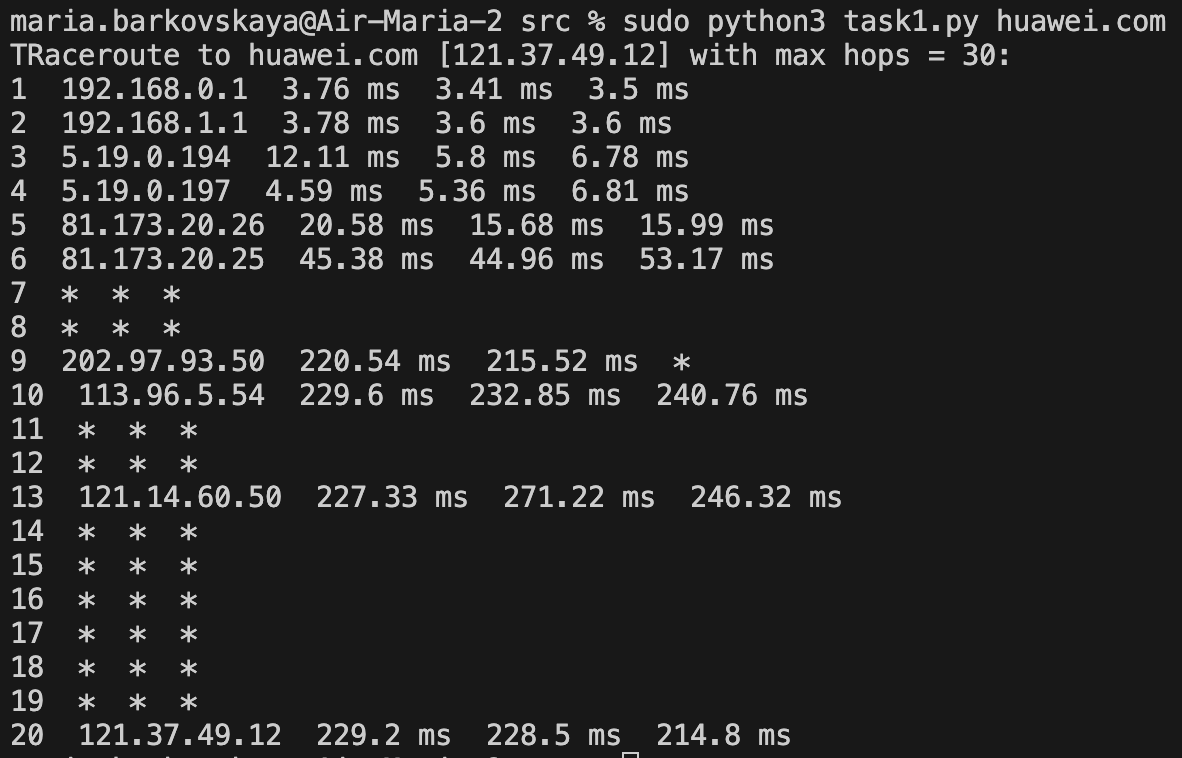 maria.barkovskaya@Air-Maria-2 src % sudo python3 task1.py huawei.com
TRaceroute to huawei.com [121.37.49.12] with max hops = 30:
1  192.168.0.1  3.76 ms  3.41 ms  3.5 ms
2  192.168.1.1  3.78 ms  3.6 ms  3.6 ms
3  5.19.0.194  12.11 ms  5.8 ms  6.78 ms
4  5.19.0.197  4.59 ms  5.36 ms  6.81 ms
5  81.173.20.26  20.58 ms  15.68 ms  15.99 ms
6  81.173.20.25  45.38 ms  44.96 ms  53.17 ms
7  *  *  *
8  *  *  *
9  202.97.93.50  220.54 ms  215.52 ms  *
10  113.96.5.54  229.6 ms  232.85 ms  240.76 ms
11  *  *  *
12  *  *  *
13  121.14.60.50  227.33 ms  271.22 ms  246.32 ms
14  *  *  *
15  *  *  *
16  *  *  *
17  *  *  *
18  *  *  *
19  *  *  *
20  121.37.49.12  229.2 ms  228.5 ms  214.8 ms